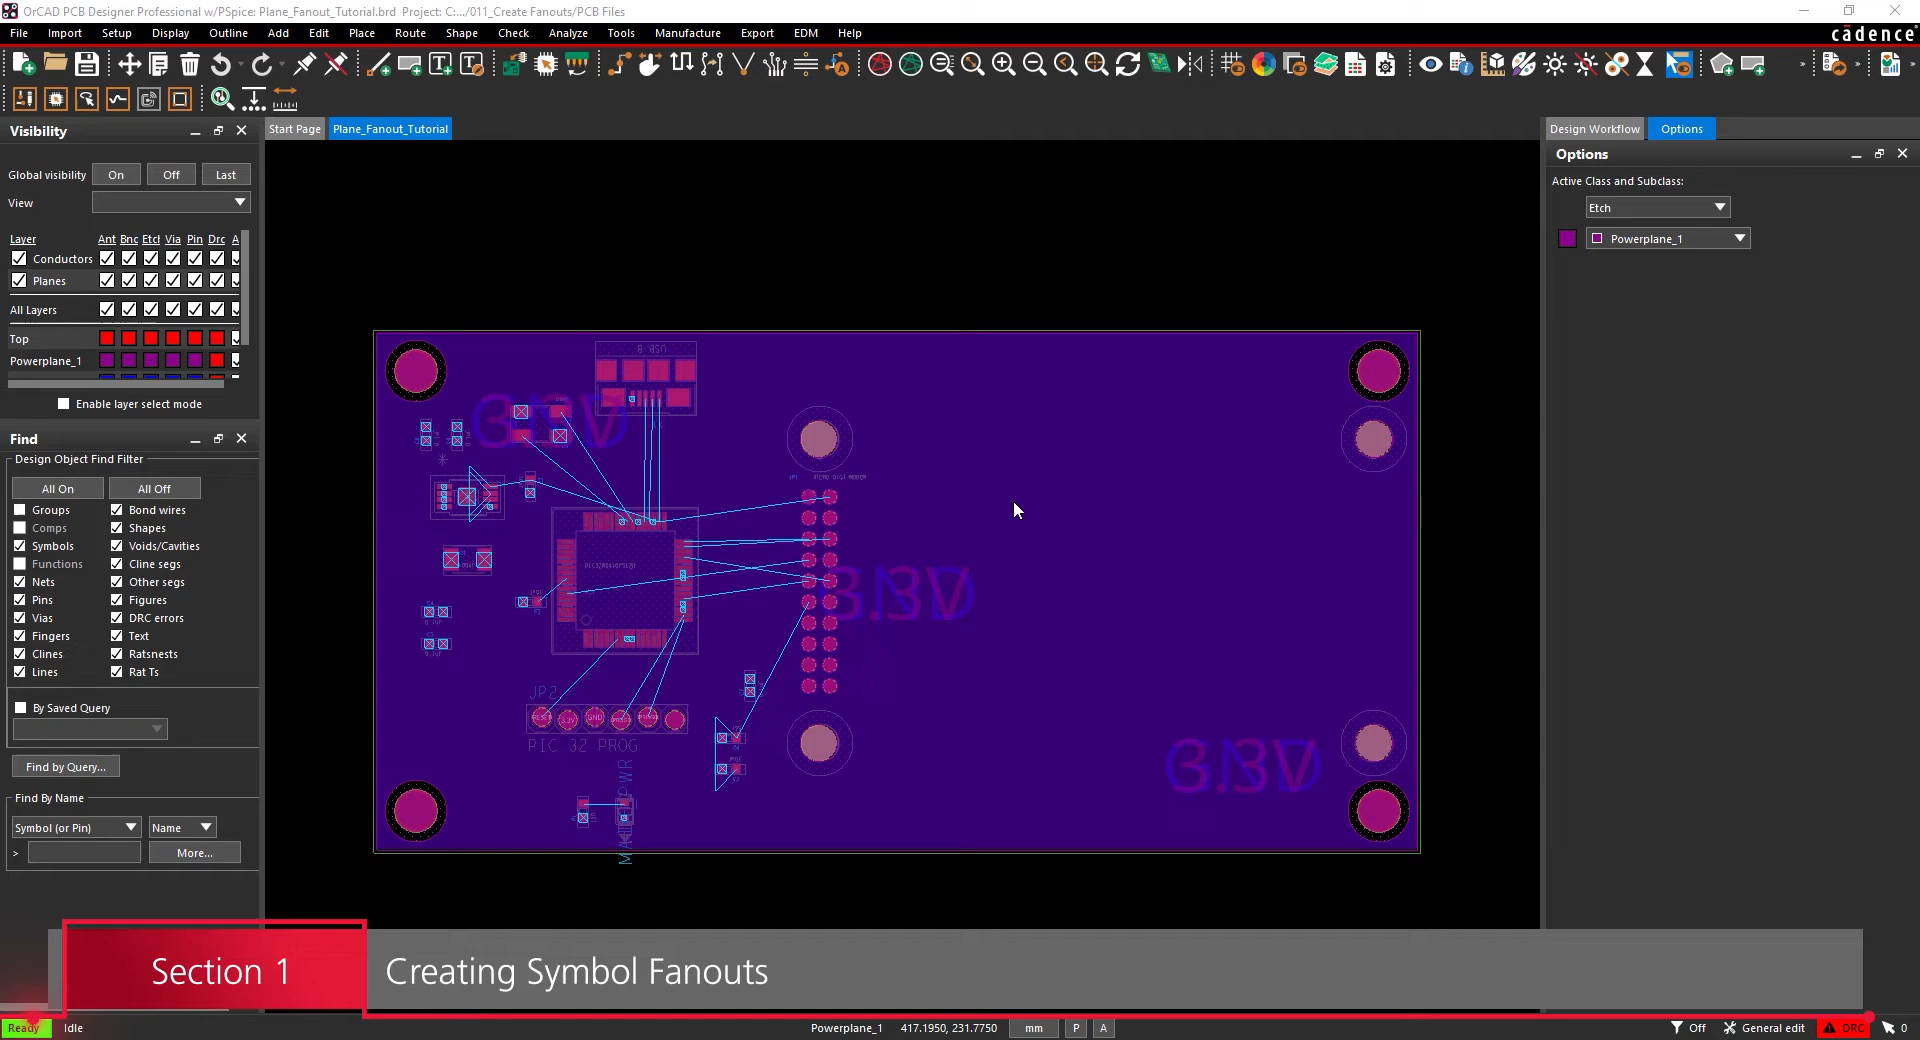 OrCAD PCB Designer Professional w/PSpice: Plane_Fanout_Tutorial.brd Project: C:.../011_Create Fanouts/PCB Files
File Import Setup Display Outline Add Edit Place Route Shape Check Analyze Tools Manufacture Export EDM Help
cādence
Visibility
Start Page Plane_Fanout_Tutorial
Design Workflow Options
Options
Global visibility On Off Last
Active Class and Subclass:
View
Etch
Layer Ant Bnc Etcl Via Pin Drc A
Powerplane_1
Conductors
Planes
All Layers
Top
Powerplane_1
Enable layer select mode
Find
Design Object Find Filter
All On All Off
Groups Bond wires
Comps Shapes
Symbols Voids/Cavities
Functions Cline segs
Nets Other segs
Pins Figures
Vias DRC errors
Fingers Text
Clines Ratsnests
Lines Rat Ts
By Saved Query
Find by Query...
Find By Name
Symbol (or Pin) Name
> More...
USB_B
3.3V
JP1
3.3V
JP2
3.3V GND
PIC 32 PROG
3.3V
Section 1
Creating Symbol Fanouts
Ready Idle Powerplane_1 417.1950, 231.7750 mm P A Off General edit DRC 0